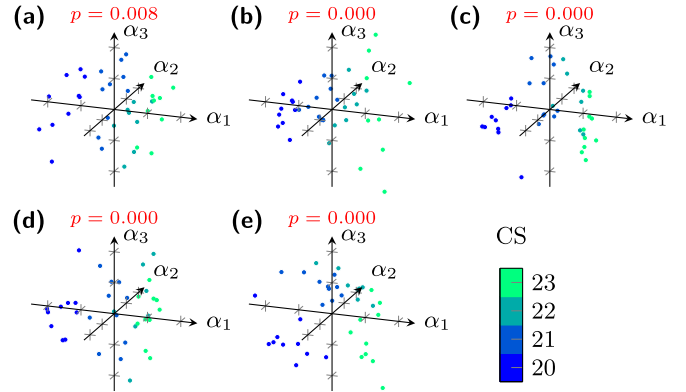 (a) p = 0.008
α3
α2
α1
(b) p = 0.000
α3
α2
α1
(c) p = 0.000
α3
α2
α1
(d) p = 0.000
α3
α2
α1
(e) p = 0.000
α3
α2
α1
CS
23
22
21
20